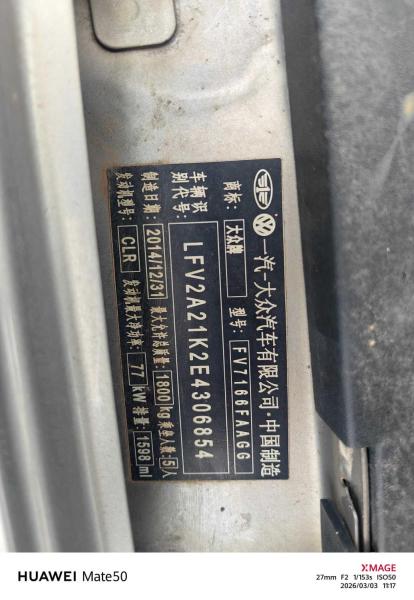 一汽-大众汽车有限公司·中国制造
商标: 大众牌 型号: FV7166FAAGG
车辆识别代号: LFV2A21K2E4306854
制造日期: 2014/12/31 最大允许总质量: 1800 kg 乘坐人数: 5人
发动机型号: CLR 发动机最大净功率: 77 kW 排量: 1598 ml
HUAWEI Mate50
XMAGE
27mm F2 1/153s ISO50
2026/03/03 11:17